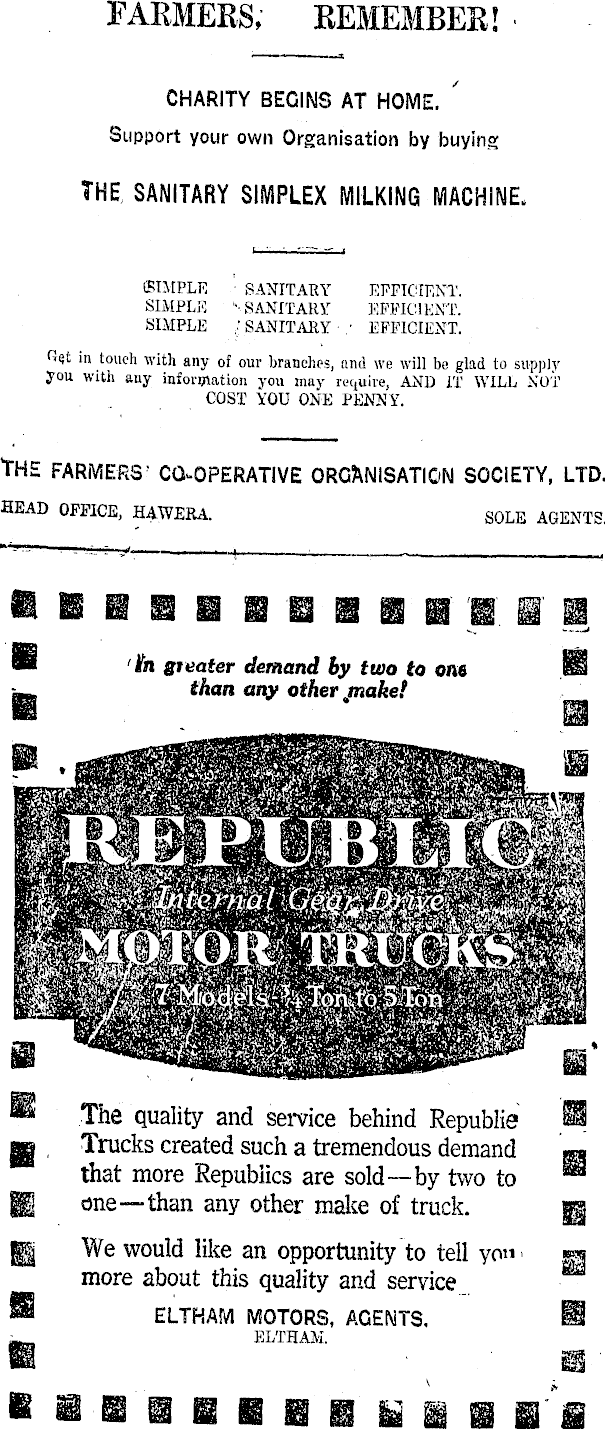 FARMERS, REMEMBER!
CHARITY BEGINS AT HOME.
Support your own Organisation by buying
THE SANITARY SIMPLEX MILKING MACHINE.
SIMPLE SANITARY EFFICIENT.
SIMPLE SANITARY EFFICIENT.
SIMPLE SANITARY EFFICIENT.
Get in touch with any of our branches, and we will be glad to supply
you with any information you may require, AND IT WILL NOT
COST YOU ONE PENNY.
THE FARMERS' CO-OPERATIVE ORGANISATION SOCIETY, LTD.
HEAD OFFICE, HAWERA. SOLE AGENTS.
In greater demand by two to one
than any other make!
REPUBLIC
Internal Gear Drive
MOTOR TRUCKS
7 Models-¾ Ton to 5 Ton
The quality and service behind Republic
Trucks created such a tremendous demand
that more Republics are sold—by two to
one—than any other make of truck.
We would like an opportunity to tell you
more about this quality and service
ELTHAM MOTORS, AGENTS.
ELTHAM.